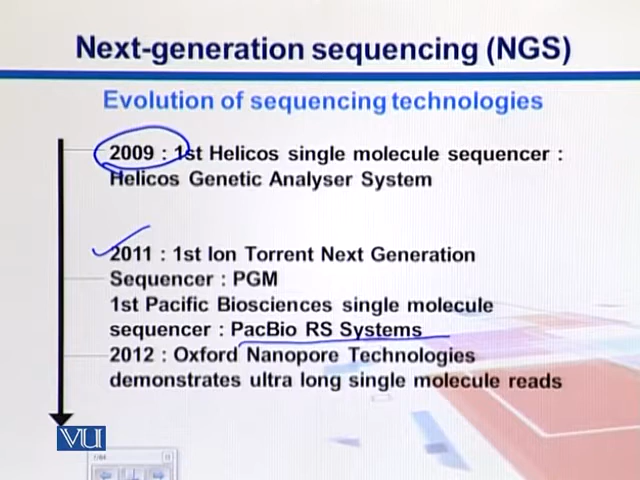 Next-generation sequencing (NGS)
Evolution of sequencing technologies
2009 : 1st Helicos single molecule sequencer :
Helicos Genetic Analyser System
2011 : 1st Ion Torrent Next Generation
Sequencer : PGM
1st Pacific Biosciences single molecule
sequencer : PacBio RS Systems
2012 : Oxford Nanopore Technologies
demonstrates ultra long single molecule reads
VU